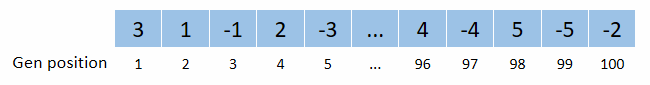 3 1 -1 2 -3 ... 4 -4 5 -5 -2
Gen position 1 2 3 4 5 ... 96 97 98 99 100